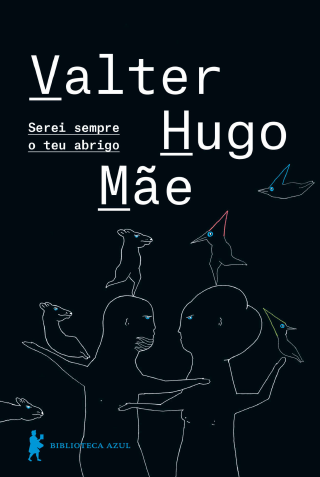 Valter
Serei sempre
o teu abrigo
Hugo
Mãe
BIBLIOTECA AZUL